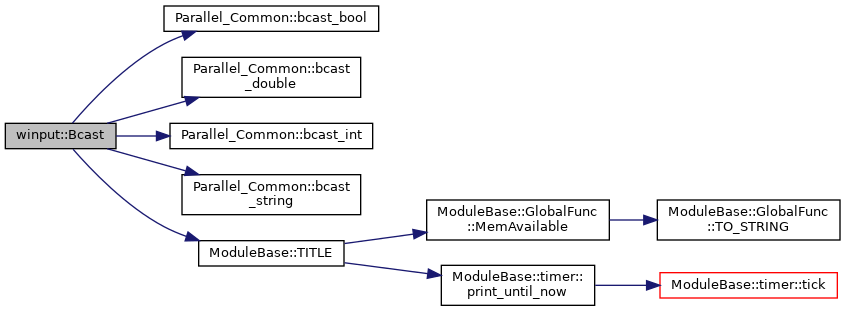 Parallel_Common::bcast_bool
Parallel_Common::bcast
_double
winput::Bcast
Parallel_Common::bcast_int
Parallel_Common::bcast
_string
ModuleBase::TITLE
ModuleBase::GlobalFunc
::MemAvailable
ModuleBase::GlobalFunc
::TO_STRING
ModuleBase::timer::
print_until_now
ModuleBase::timer::tick